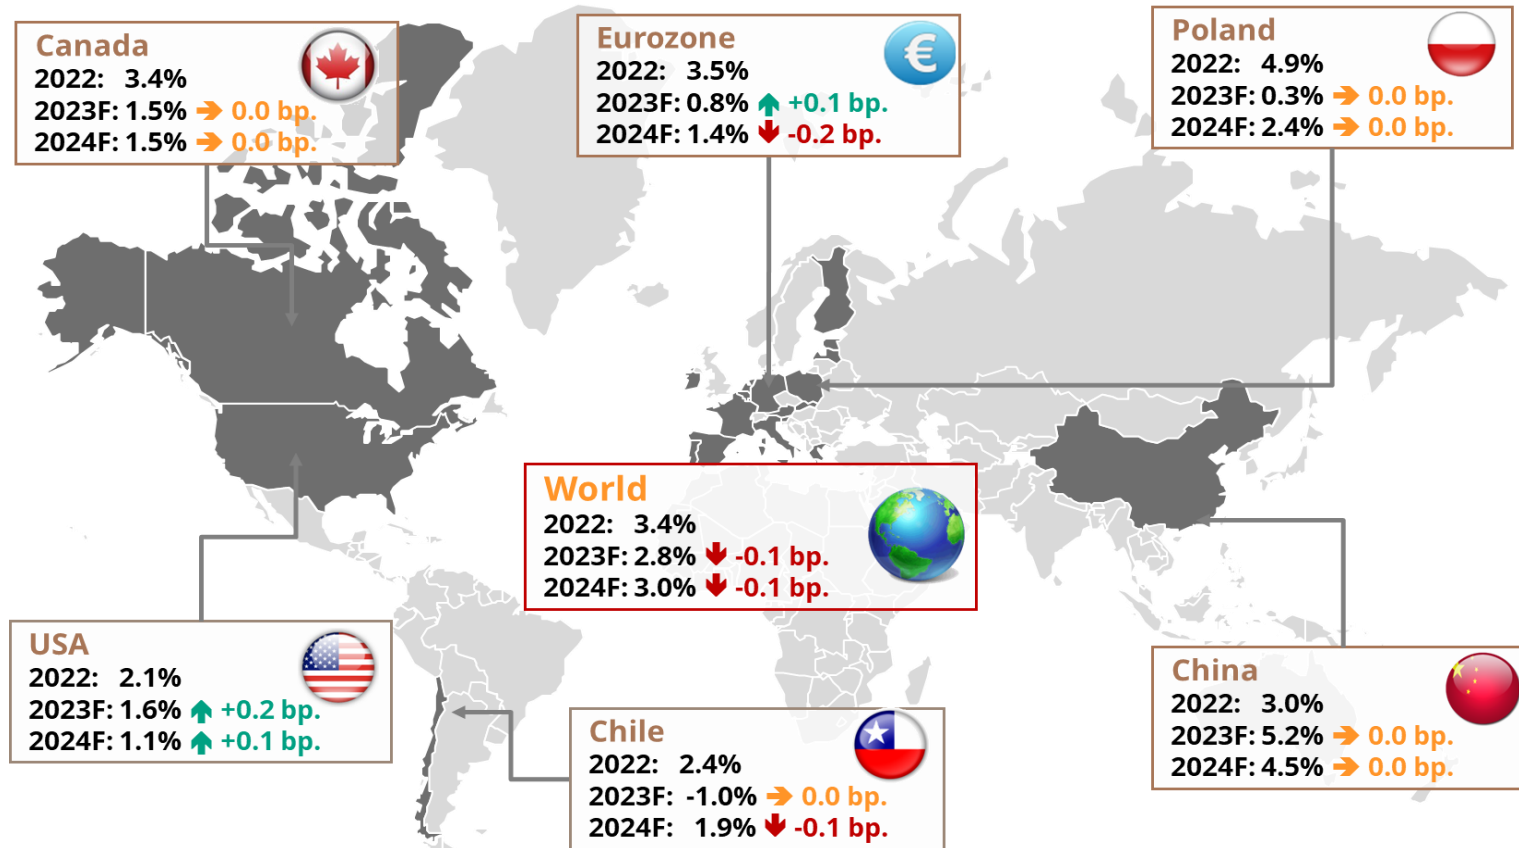 Canada
2022: 3.4%
2023F: 1.5% 0.0 bp.
2024F: 1.5% 0.0 bp.
Eurozone
€
2022: 3.5%
2023F: 0.8% +0.1 bp.
2024F: 1.4% -0.2 bp.
Poland
2022: 4.9%
2023F: 0.3% 0.0 bp.
2024F: 2.4% 0.0 bp.
World
2022: 3.4%
2023F: 2.8% -0.1 bp.
2024F: 3.0% -0.1 bp.
USA
2022: 2.1%
2023F: 1.6% +0.2 bp.
2024F: 1.1% +0.1 bp.
Chile
2022: 2.4%
2023F: -1.0% 0.0 bp.
2024F: 1.9% -0.1 bp.
China
2022: 3.0%
2023F: 5.2% 0.0 bp.
2024F: 4.5% 0.0 bp.